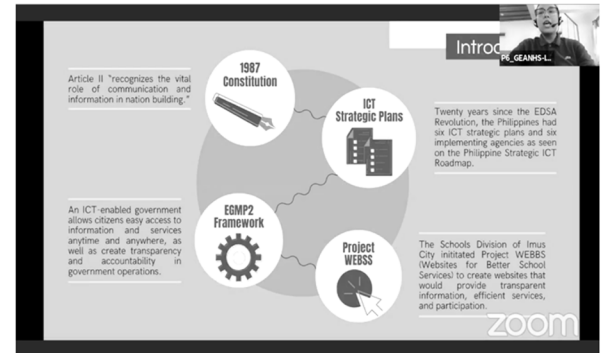 Introd
P6_GEANHS-L...
1987
Constitution
Article II "recognizes the vital
role of communication and
information in nation building."
ICT
Strategic Plans
Twenty years since the EDSA
Revolution, the Philippines had
six ICT strategic plans and six
implementing agencies as seen
on the Philippine Strategic ICT
Roadmap.
EGMP2
Framework
An ICT-enabled government
allows citizens easy access to
information and services
anytime and anywhere, as
well as create transparency
and accountability in
government operations.
Project
WEBSS
The Schools Division of Imus
City inititated Project WEBBS
(Websites for Better School
Services) to create websites that
would provide transparent
information, efficient services,
and participation.
zoom